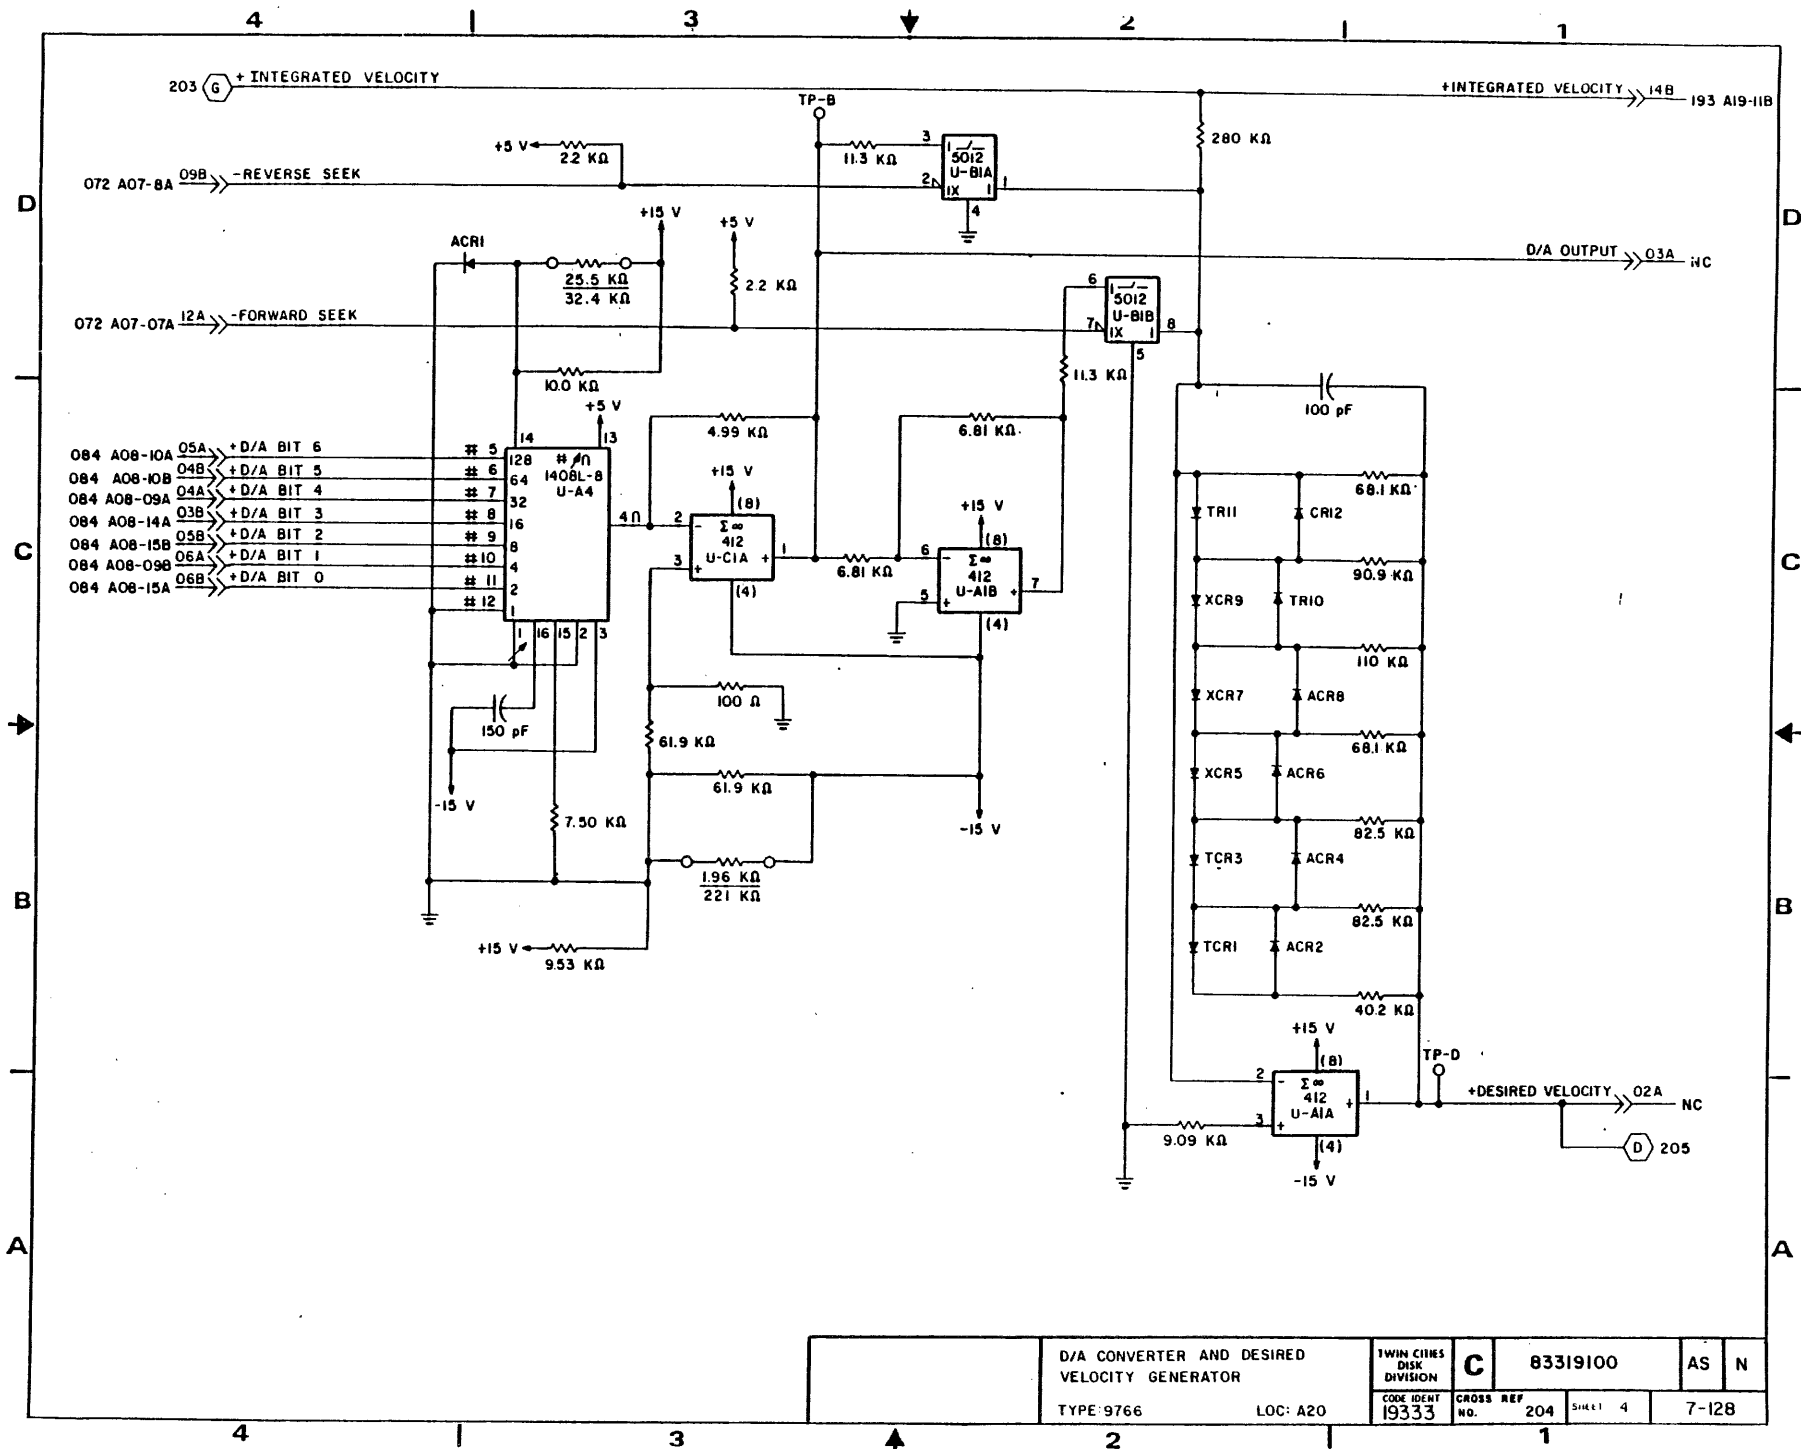 4 3 2 1
203 G + INTEGRATED VELOCITY
+INTEGRATED VELOCITY 14B 193 A19-11B
TP-B
280 KΩ
+5 V 2.2 KΩ
11.3 KΩ 3 5012 U-B1A
072 A07-8A 09B -REVERSE SEEK 2 1X 1 1
4
D D
+15 V
+5 V
ACR1
25.5 KΩ
32.4 KΩ
2.2 KΩ
D/A OUTPUT 03A NC
6 1 5012 U-B1B
072 A07-07A 12A -FORWARD SEEK 7 1X 1 8
5
10.0 KΩ
11.3 KΩ
100 pF
+5 V
4.99 KΩ
6.81 KΩ
14 13
084 A08-10A 05A +D/A BIT 6 # 5 128
084 A08-10B 04B +D/A BIT 5 # 6 64
084 A08-09A 04A +D/A BIT 4 # 7 32
084 A08-14A 03B +D/A BIT 3 # 8 16
084 A08-15B 05B +D/A BIT 2 # 9 8
084 A08-09B 06A +D/A BIT 1 #10 4
084 A08-15A 06B +D/A BIT 0 # 11 2
# 12 1
# /∩
1408L-8
U-A4
4∩
1 16 15 2 3
+15 V
(8)
2 - Σ∞
412
U-C1A + 1
3 +
(4)
6.81 KΩ
+15 V
(8)
6 - Σ∞
412
U-A1B + 7
5 +
(4)
C C
68.1 KΩ
TR11 CR12
90.9 KΩ
XCR9 TR10
110 KΩ
XCR7 ACR8
68.1 KΩ
XCR5 ACR6
82.5 KΩ
TCR3 ACR4
82.5 KΩ
TCR1 ACR2
40.2 KΩ
100 Ω
150 pF
61.9 KΩ
61.9 KΩ
-15 V
7.50 KΩ
-15 V
1.96 KΩ
221 KΩ
B B
+15 V
9.53 KΩ
+15 V
(8)
TP-D
2 - Σ∞
412
U-A1A + 1
3 +
(4)
-15 V
9.09 KΩ
+DESIRED VELOCITY 02A NC
D 205
A A
D/A CONVERTER AND DESIRED
VELOCITY GENERATOR
TYPE:9766 LOC: A20
TWIN CITIES
DISK
DIVISION
C 83319100 AS N
CODE IDENT
19333
CROSS REF
NO. 204
SHEET 4
7-128
4 3 2 1